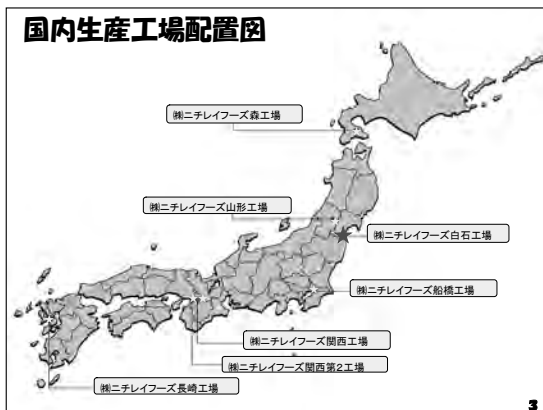 国内生産工場配置図
㈱ニチレイフーズ森工場
㈱ニチレイフーズ山形工場
㈱ニチレイフーズ白石工場
㈱ニチレイフーズ船橋工場
㈱ニチレイフーズ関西工場
㈱ニチレイフーズ関西第2工場
㈱ニチレイフーズ長崎工場
3